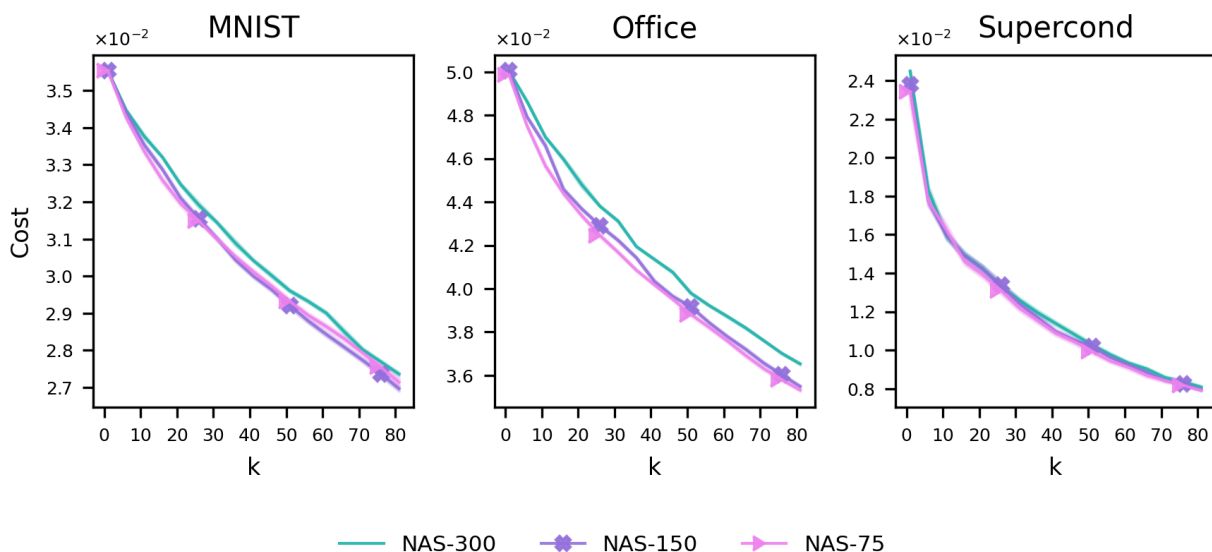 MNIST
×10⁻²
3.5
3.4
3.3
3.2
3.1
3.0
2.9
2.8
2.7
Cost
0 10 20 30 40 50 60 70 80
k
Office
×10⁻²
5.0
4.8
4.6
4.4
4.2
4.0
3.8
3.6
0 10 20 30 40 50 60 70 80
k
Supercond
×10⁻²
2.4
2.2
2.0
1.8
1.6
1.4
1.2
1.0
0.8
0 10 20 30 40 50 60 70 80
k
NAS-300 NAS-150 NAS-75